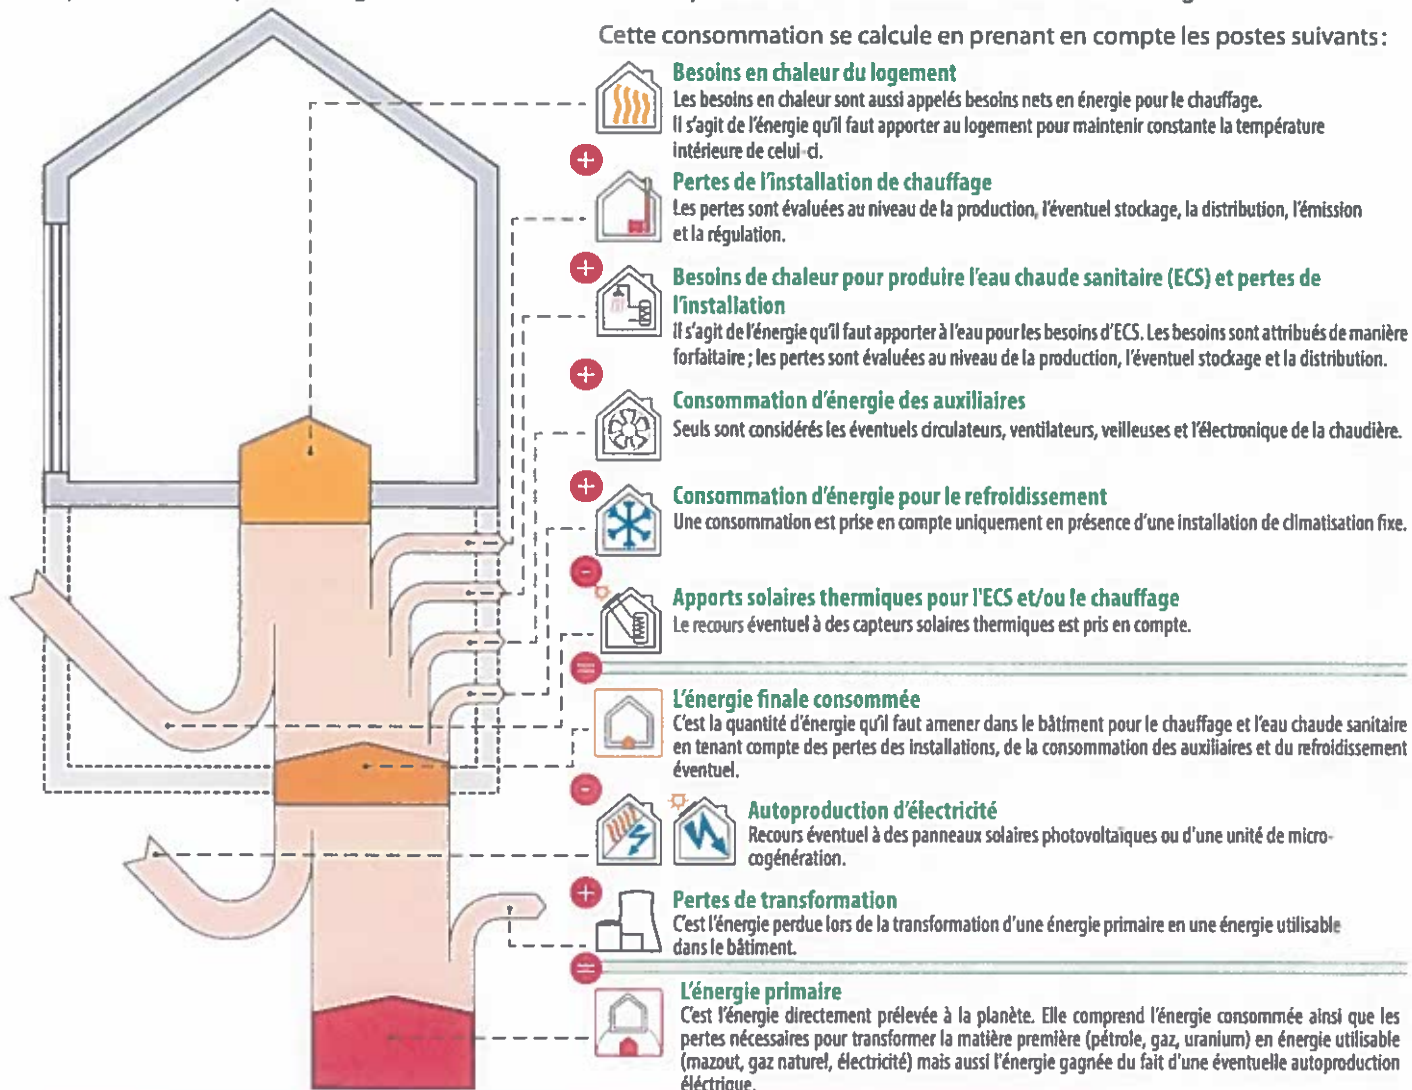 Cette consommation se calcule en prenant en compte les postes suivants:
Besoins en chaleur du logement
Les besoins en chaleur sont aussi appelés besoins nets en énergie pour le chauffage.
Il s'agit de l'énergie qu'il faut apporter au logement pour maintenir constante la température
intérieure de celui-ci.
+
Pertes de l'installation de chauffage
Les pertes sont évaluées au niveau de la production, l'éventuel stockage, la distribution, l'émission
et la régulation.
+
Besoins de chaleur pour produire l'eau chaude sanitaire (ECS) et pertes de
l'installation
Il s'agit de l'énergie qu'il faut apporter à l'eau pour les besoins d'ECS. Les besoins sont attribués de manière
forfaitaire ; les pertes sont évaluées au niveau de la production, l'éventuel stockage et la distribution.
+
Consommation d'énergie des auxiliaires
Seuls sont considérés les éventuels circulateurs, ventilateurs, veilleuses et l'électronique de la chaudière.
+
Consommation d'énergie pour le refroidissement
Une consommation est prise en compte uniquement en présence d'une installation de climatisation fixe.
-
Apports solaires thermiques pour l'ECS et/ou le chauffage
Le recours éventuel à des capteurs solaires thermiques est pris en compte.
=
L'énergie finale consommée
C'est la quantité d'énergie qu'il faut amener dans le bâtiment pour le chauffage et l'eau chaude sanitaire
en tenant compte des pertes des installations, de la consommation des auxiliaires et du refroidissement
éventuel.
-
Autoproduction d'électricité
Recours éventuel à des panneaux solaires photovoltaïques ou d'une unité de micro-
cogénération.
+
Pertes de transformation
C'est l'énergie perdue lors de la transformation d'une énergie primaire en une énergie utilisable
dans le bâtiment.
=
L'énergie primaire
C'est l'énergie directement prélevée à la planète. Elle comprend l'énergie consommée ainsi que les
pertes nécessaires pour transformer la matière première (pétrole, gaz, uranium) en énergie utilisable
(mazout, gaz naturel, électricité) mais aussi l'énergie gagnée du fait d'une éventuelle autoproduction
éléctrique.